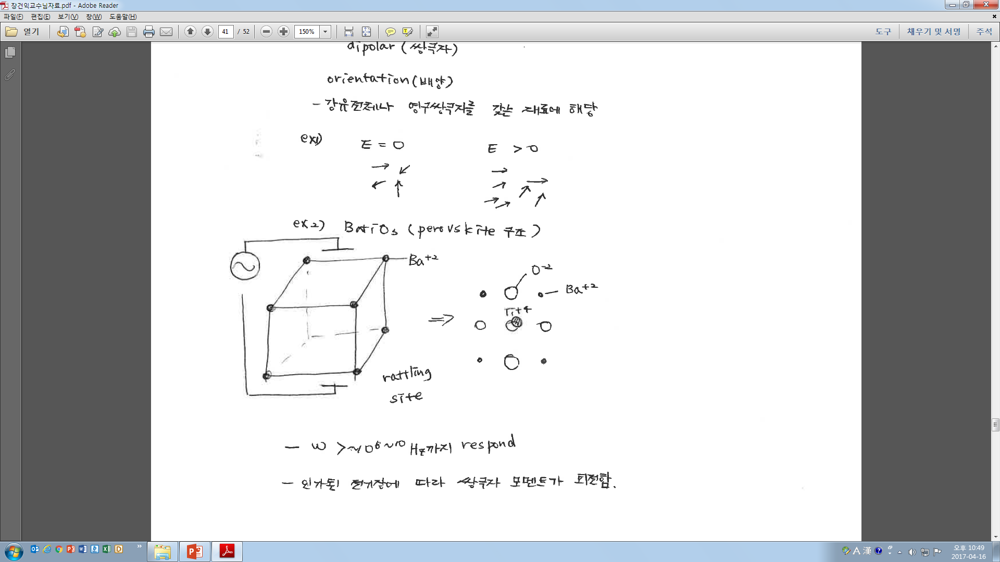 장건익교수님자료.pdf - Adobe Reader
파일(F) 편집(E) 보기(V) 창(W) 도움말(H)
열기 41 / 52 150% 도구 채우기 및 서명 주석
dipolar (쌍극자)
orientation (배양)
- 강유전체나 영구쌍극자를 갖는 재료에 해당
ex1) E = 0 E > 0
ex2) BaTiO3 (perovskite 구조)
Ba+2
O-2
Ba+2
Ti+4
⇒
rattling
site
- w > ~10^6~10 Hz까지 respond
- 인가된 전기장에 따라 쌍극자 모멘트가 회전함.
A 漢
오후 10:49
2017-04-16